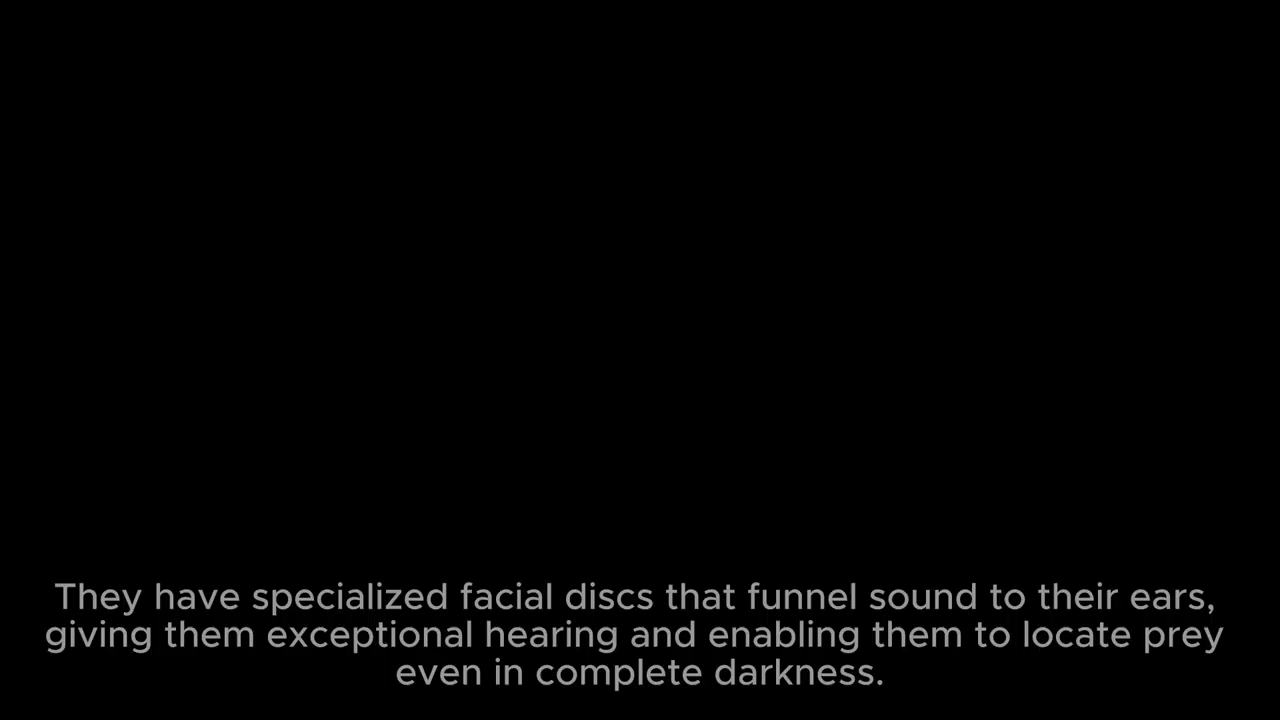 They have specialized facial discs that funnel sound to their ears,
giving them exceptional hearing and enabling them to locate prey
even in complete darkness.